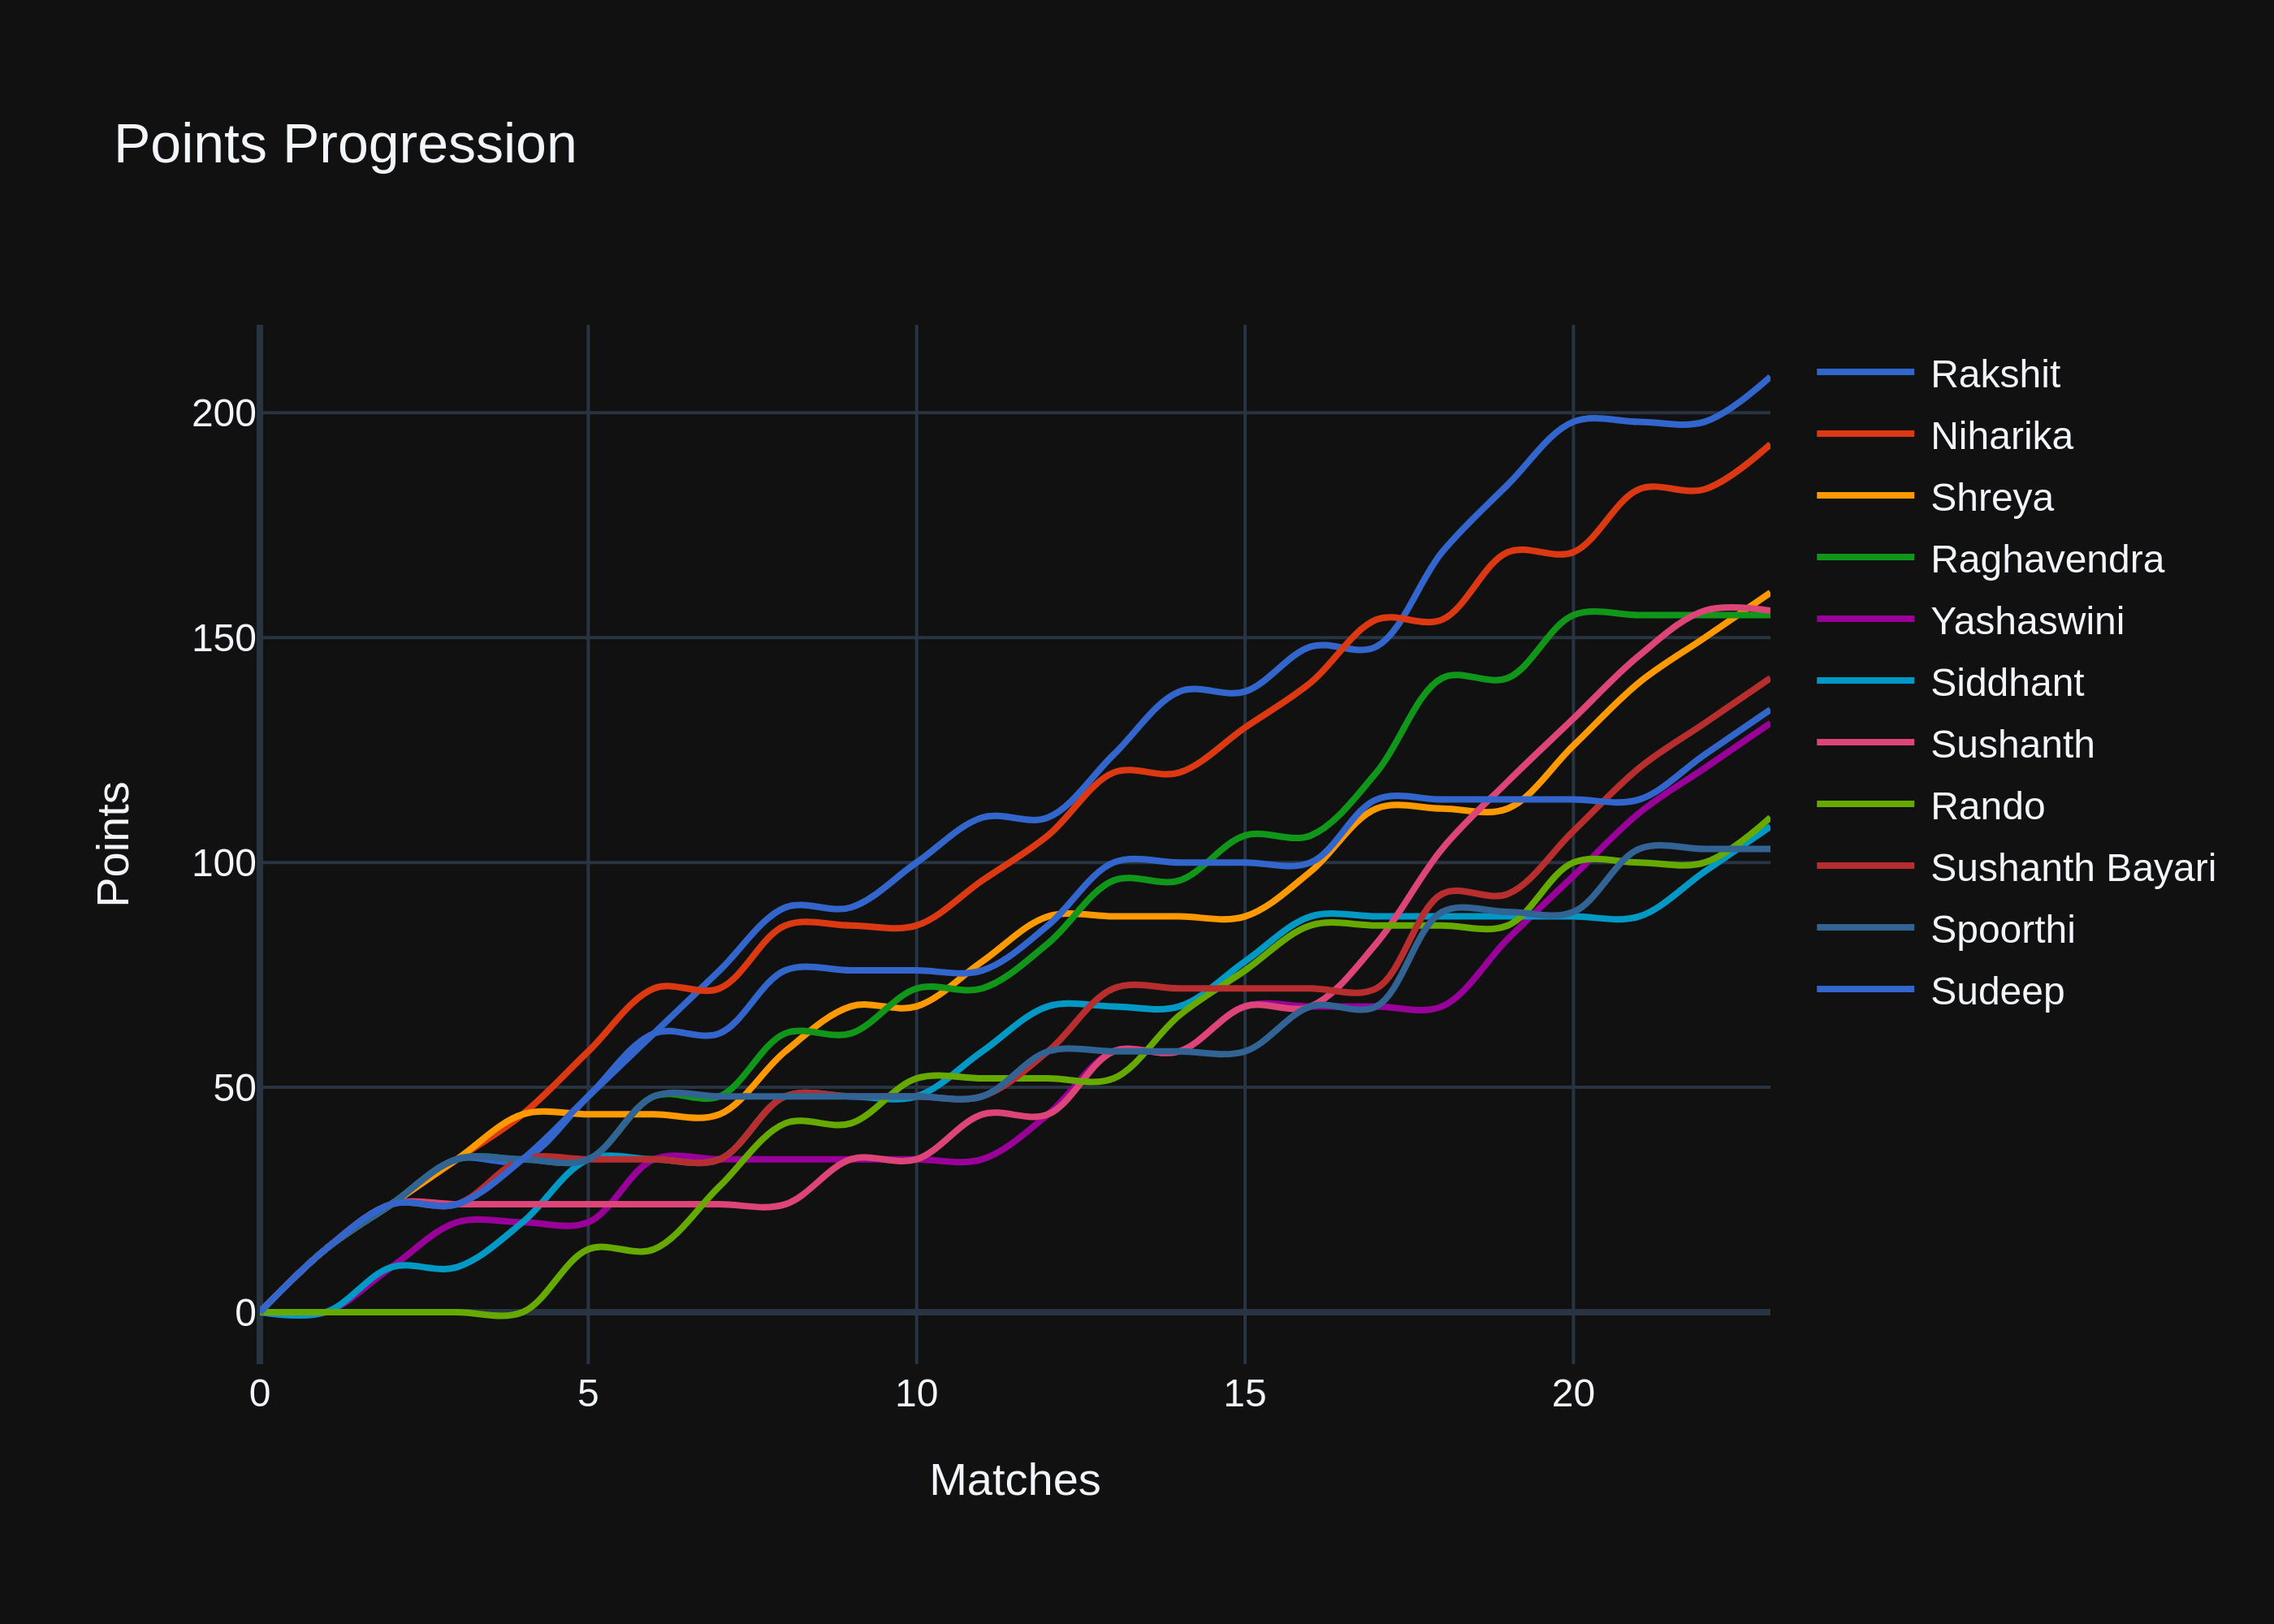 Points Progression
200
150
100
50
0
Points
0
5
10
15
20
Matches
Rakshit
Niharika
Shreya
Raghavendra
Yashaswini
Siddhant
Sushanth
Rando
Sushanth Bayari
Spoorthi
Sudeep